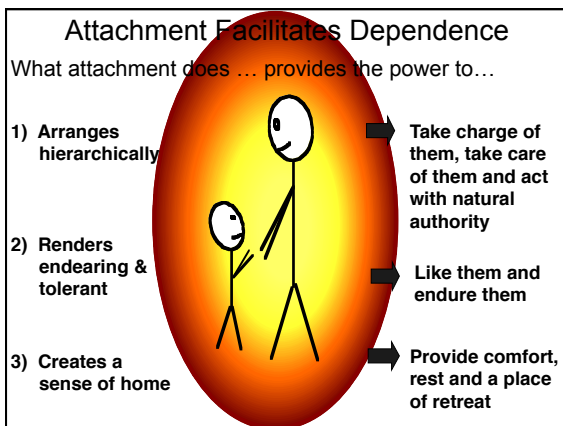 Attachment Facilitates Dependence
What attachment does … provides the power to…
1) Arranges
hierarchically
Take charge of
them, take care
of them and act
with natural
authority
2) Renders
endearing &
tolerant
Like them and
endure them
3) Creates a
sense of home
Provide comfort,
rest and a place
of retreat